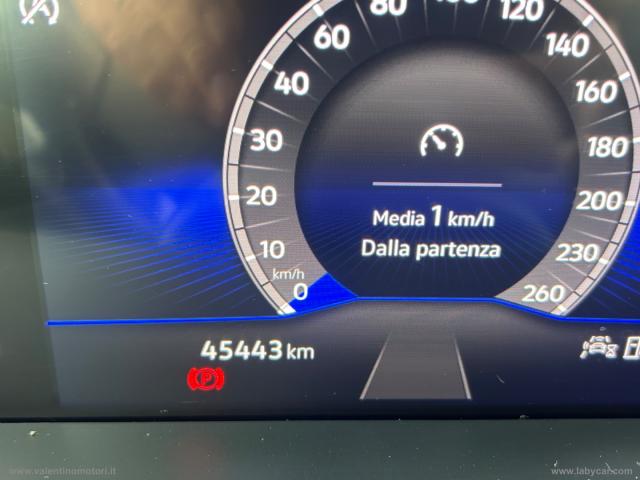 60
80
100
120
140
160
180
200
230
260
40
30
20
10
km/h
0
Media 1 km/h
Dalla partenza
45443 km
P
www.valentinomotori.it
www.labycar.com